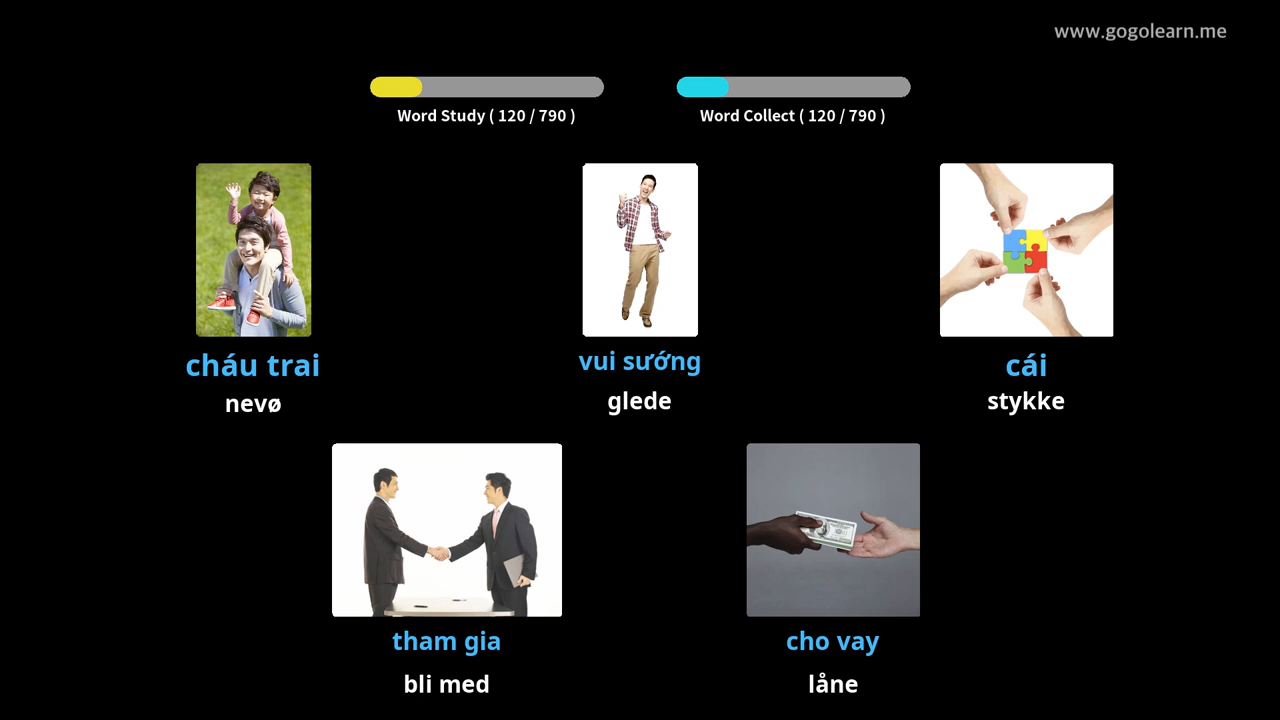 www.gogolearn.me
Word Study ( 120 / 790 )
Word Collect ( 120 / 790 )
cháu trai
nevø
vui sướng
glede
cái
stykke
tham gia
bli med
cho vay
låne